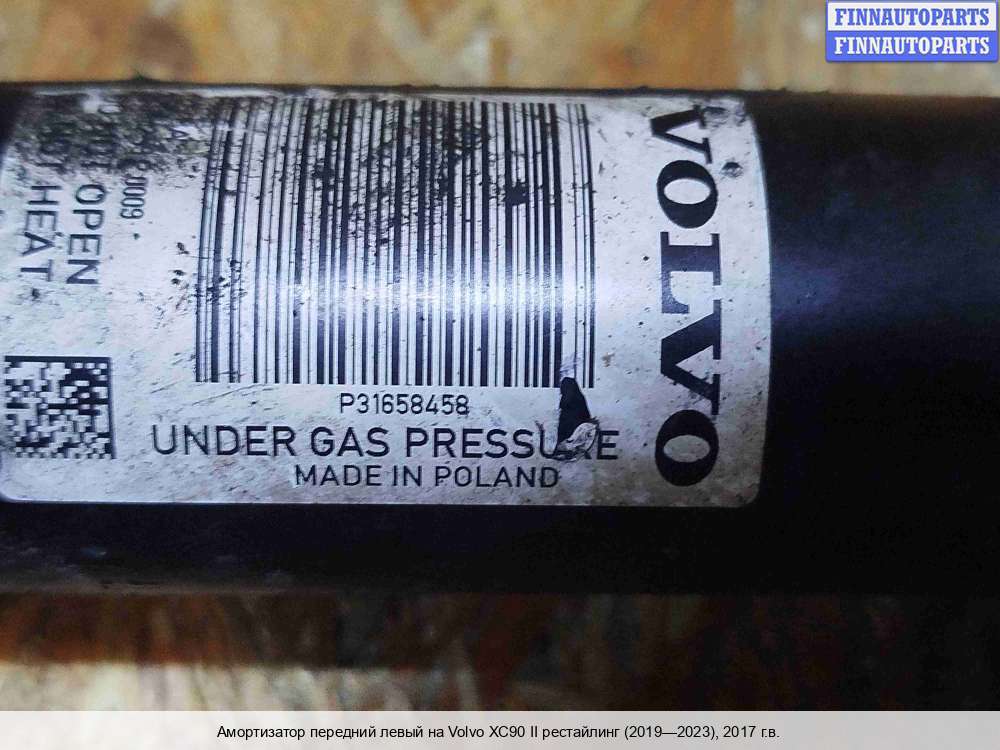 FINNAUTOPARTS
FINNAUTOPARTS
VOLVO
OPEN
HEAT
0009
P31658458
UNDER GAS PRESSURE
MADE IN POLAND
Амортизатор передний левый на Volvo XC90 II рестайлинг (2019—2023), 2017 г.в.